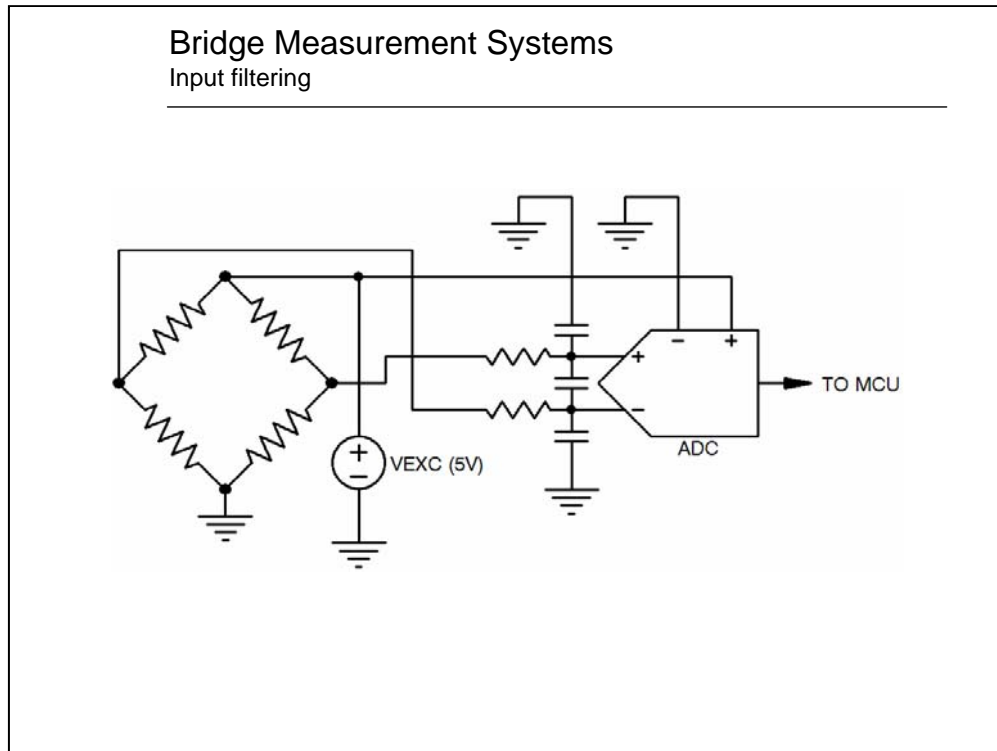 Bridge Measurement Systems
Input filtering
− +
+
TO MCU
−
ADC
+
−
VEXC (5V)